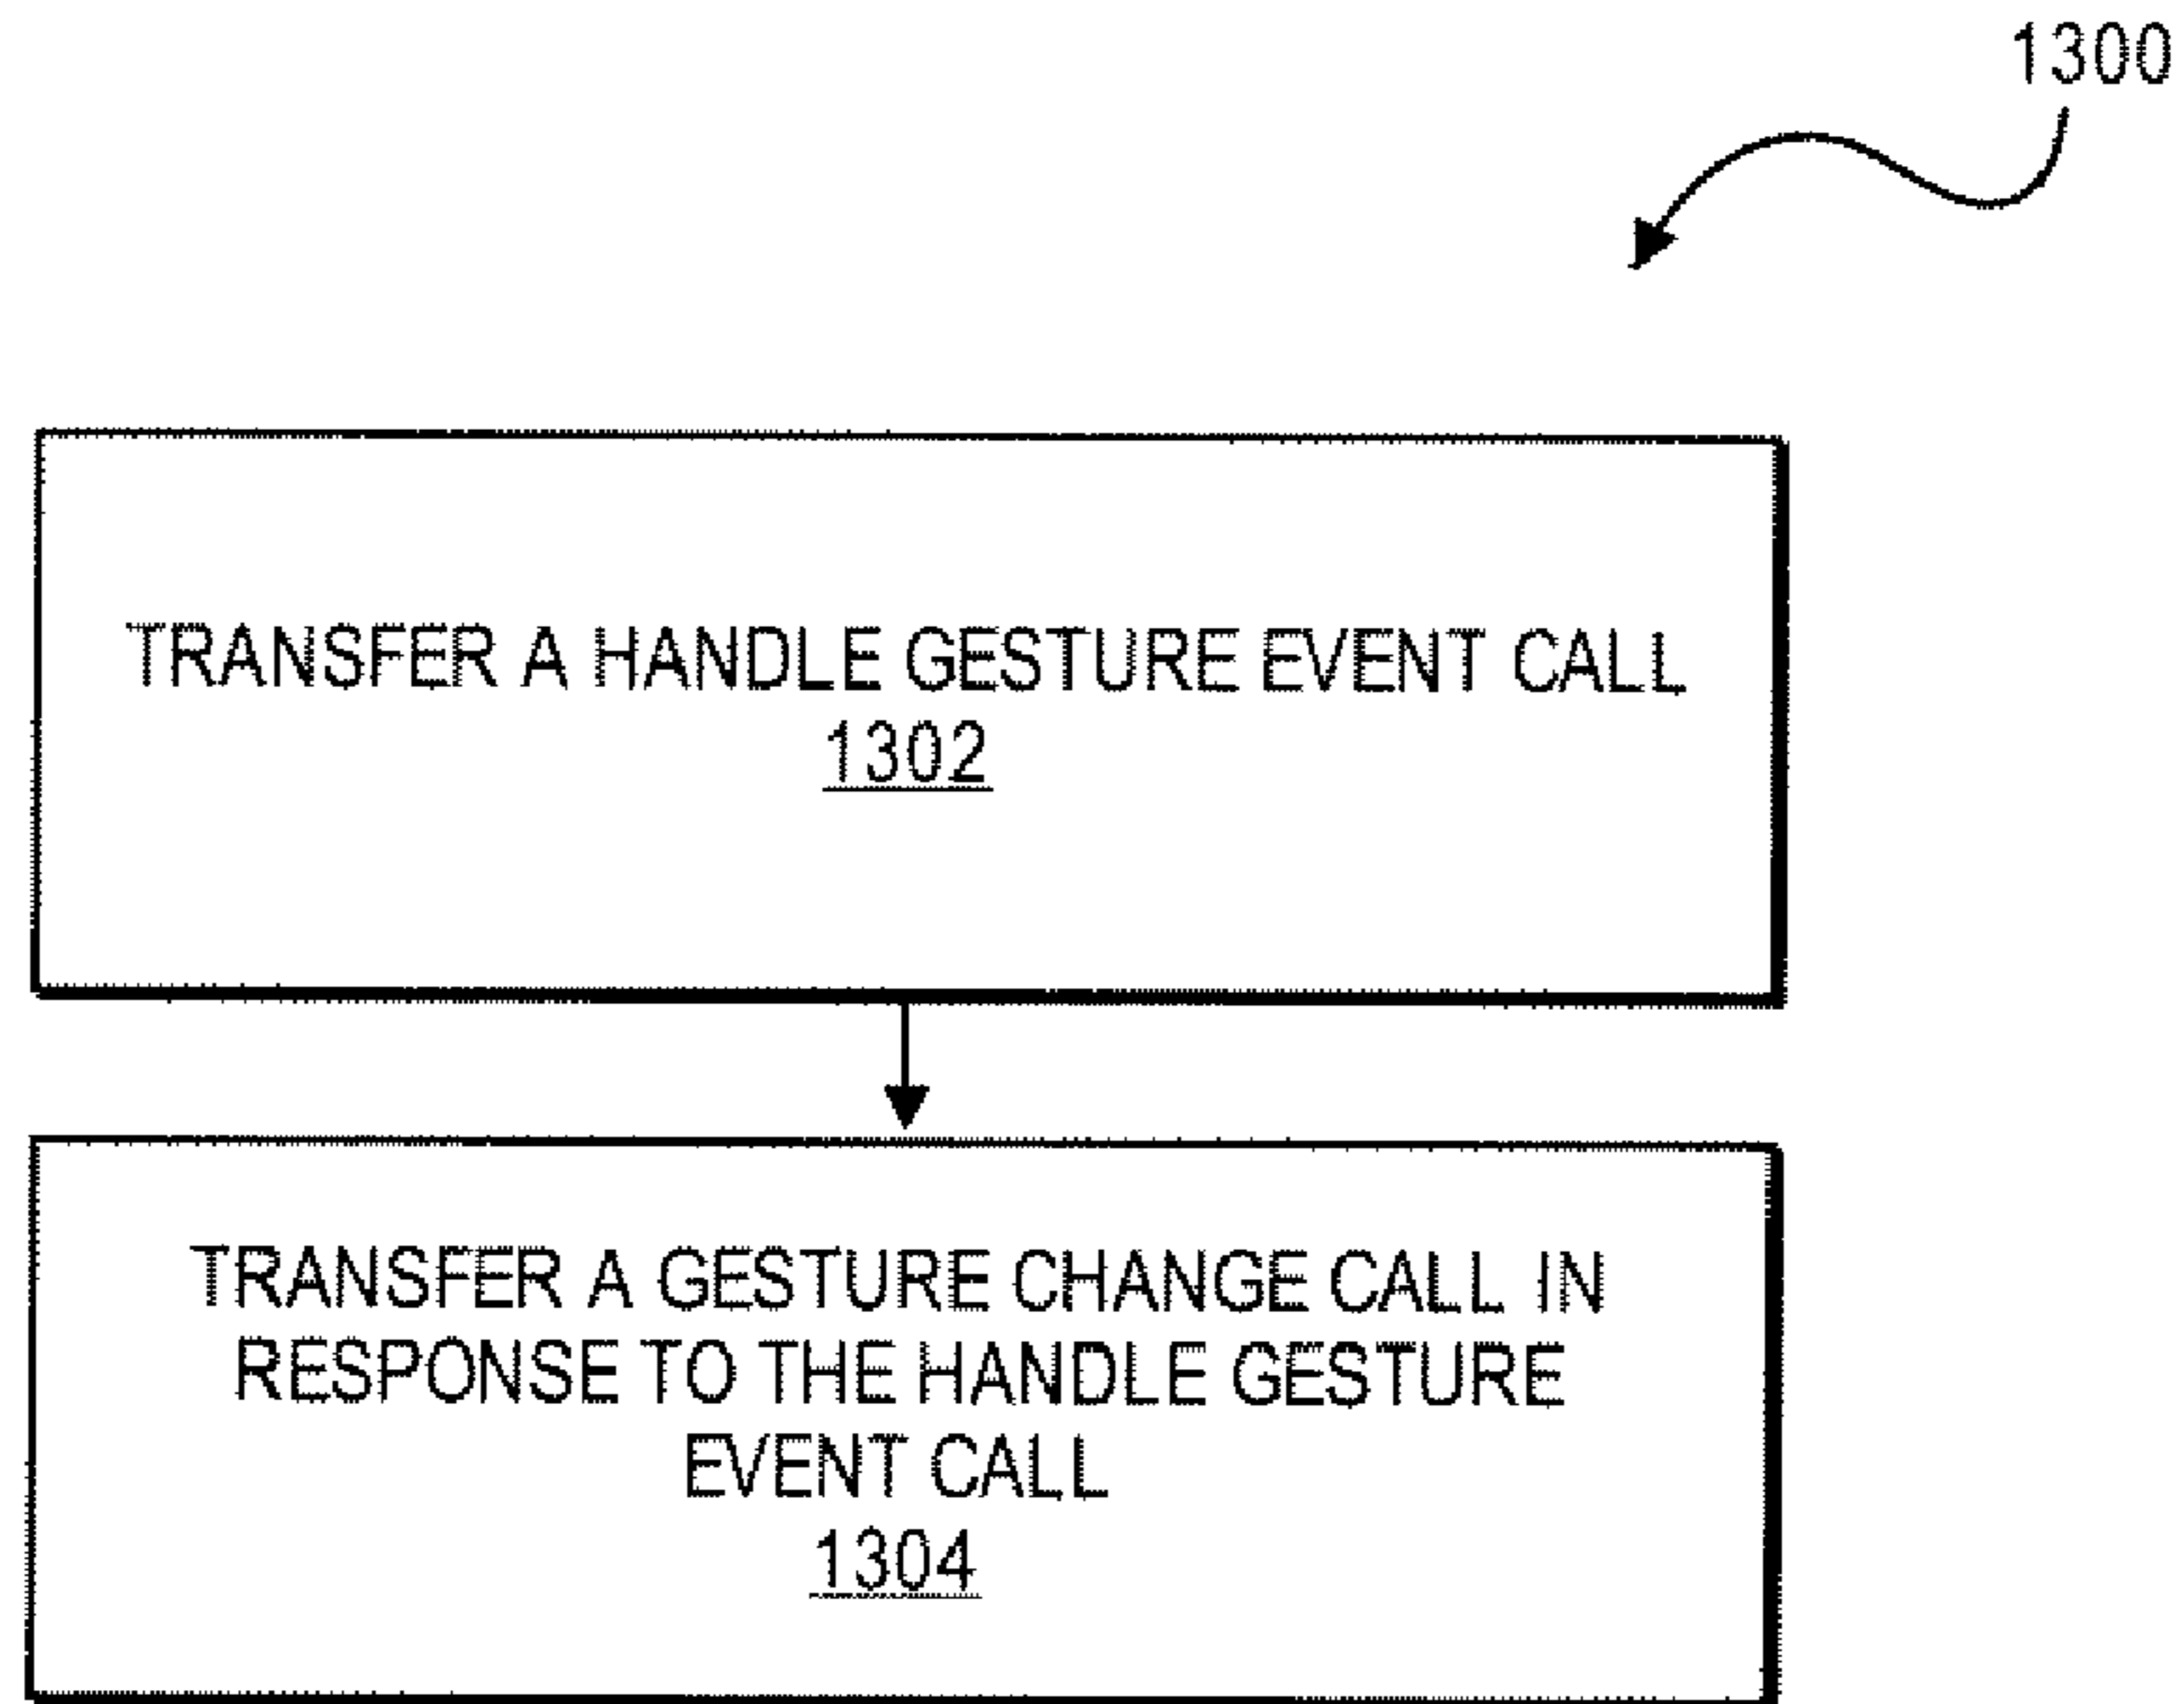 1300
TRANSFER A HANDLE GESTURE EVENT CALL
1302
TRANSFER A GESTURE CHANGE CALL IN
RESPONSE TO THE HANDLE GESTURE
EVENT CALL
1304